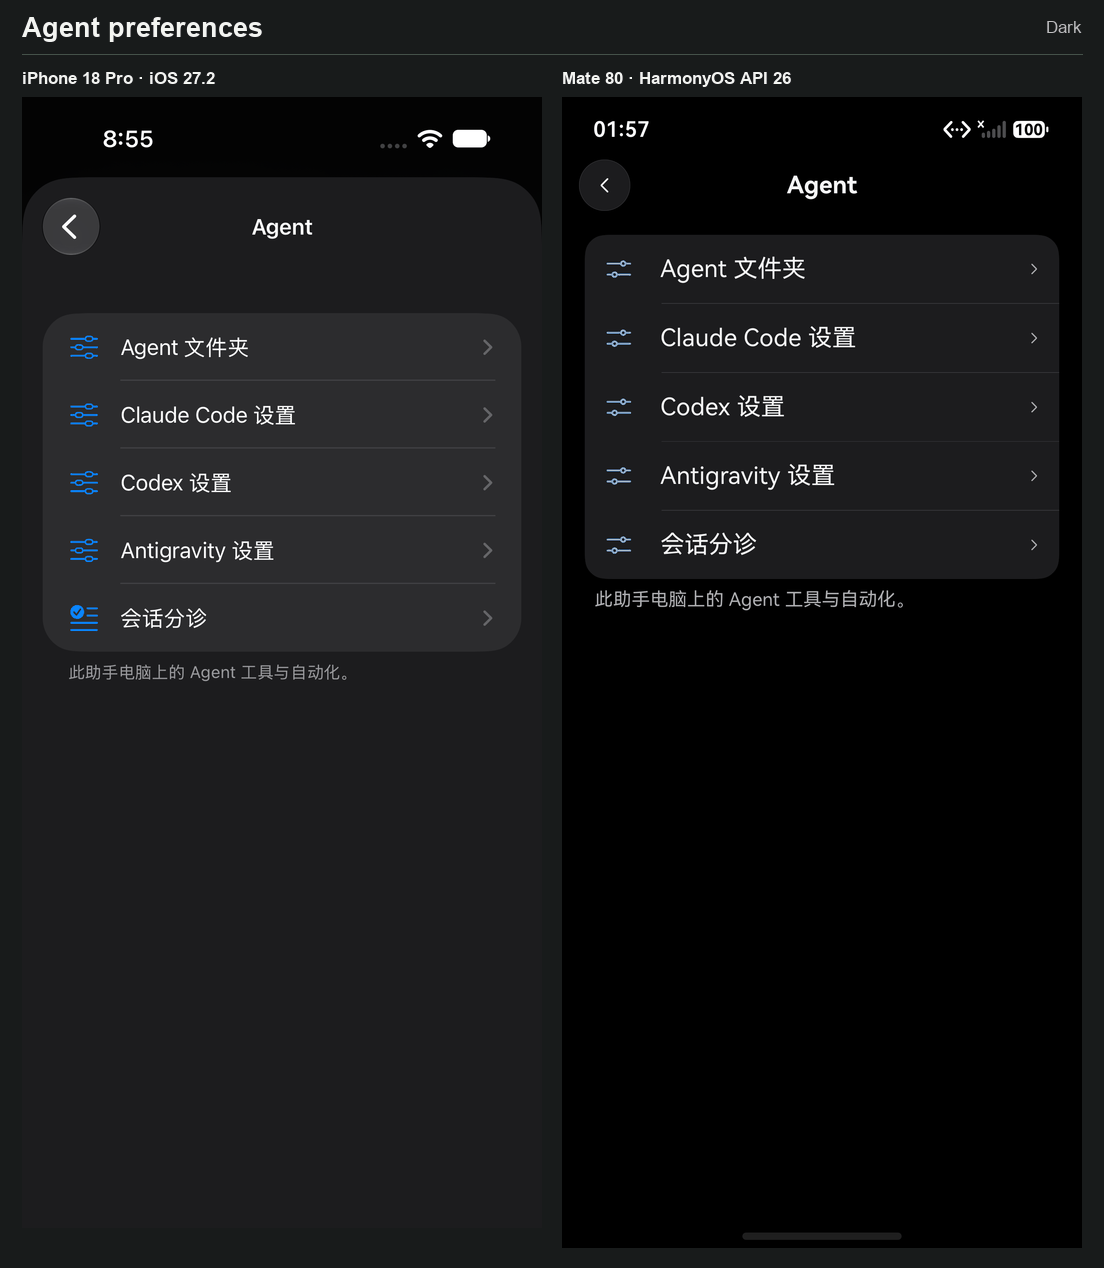 Agent preferences
Dark
iPhone 18 Pro · iOS 27.2
8:55
Agent
Agent 文件夹
Claude Code 设置
Codex 设置
Antigravity 设置
会话分诊
此助手电脑上的 Agent 工具与自动化。
Mate 80 · HarmonyOS API 26
01:57
100
Agent
Agent 文件夹
Claude Code 设置
Codex 设置
Antigravity 设置
会话分诊
此助手电脑上的 Agent 工具与自动化。